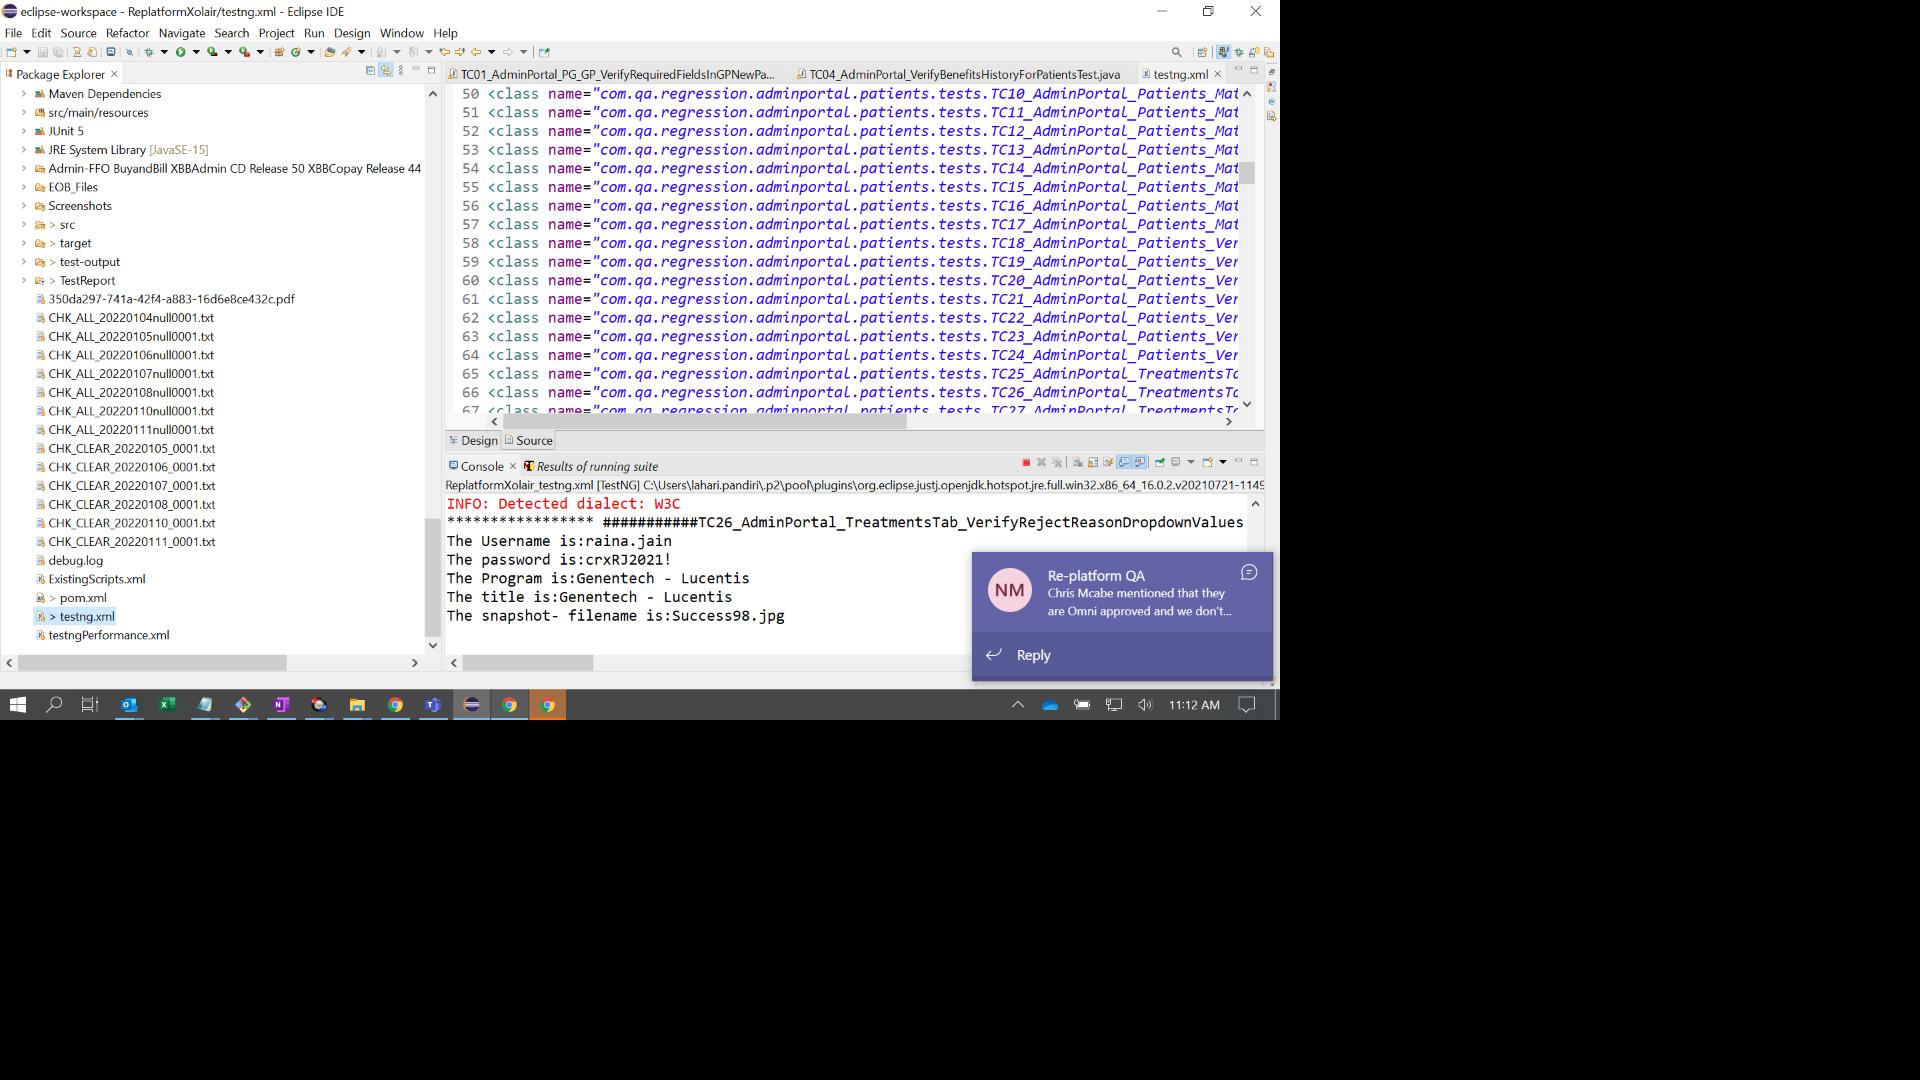 eclipse-workspace - ReplatformXolair/testng.xml - Eclipse IDE
File Edit Source Refactor Navigate Search Project Run Design Window Help
Package Explorer
Maven Dependencies
src/main/resources
JUnit 5
JRE System Library [JavaSE-15]
Admin-FFO BuyandBill XBBAdmin CD Release 50 XBBCopay Release 44
EOB_Files
Screenshots
> src
> target
> test-output
> TestReport
350da297-741a-42f4-a883-16d6e8ce432c.pdf
CHK_ALL_20220104null0001.txt
CHK_ALL_20220105null0001.txt
CHK_ALL_20220106null0001.txt
CHK_ALL_20220107null0001.txt
CHK_ALL_20220108null0001.txt
CHK_ALL_20220110null0001.txt
CHK_ALL_20220111null0001.txt
CHK_CLEAR_20220105_0001.txt
CHK_CLEAR_20220106_0001.txt
CHK_CLEAR_20220107_0001.txt
CHK_CLEAR_20220108_0001.txt
CHK_CLEAR_20220110_0001.txt
CHK_CLEAR_20220111_0001.txt
debug.log
ExistingScripts.xml
> pom.xml
> testng.xml
testngPerformance.xml
TC01_AdminPortal_PG_GP_VerifyRequiredFieldsInGPNewPa... TC04_AdminPortal_VerifyBenefitsHistoryForPatientsTest.java testng.xml
50 <class name="com.qa.regression.adminportal.patients.tests.TC10_AdminPortal_Patients_Mat
51 <class name="com.qa.regression.adminportal.patients.tests.TC11_AdminPortal_Patients_Mat
52 <class name="com.qa.regression.adminportal.patients.tests.TC12_AdminPortal_Patients_Mat
53 <class name="com.qa.regression.adminportal.patients.tests.TC13_AdminPortal_Patients_Mat
54 <class name="com.qa.regression.adminportal.patients.tests.TC14_AdminPortal_Patients_Mat
55 <class name="com.qa.regression.adminportal.patients.tests.TC15_AdminPortal_Patients_Mat
56 <class name="com.qa.regression.adminportal.patients.tests.TC16_AdminPortal_Patients_Mat
57 <class name="com.qa.regression.adminportal.patients.tests.TC17_AdminPortal_Patients_Mat
58 <class name="com.qa.regression.adminportal.patients.tests.TC18_AdminPortal_Patients_Ver
59 <class name="com.qa.regression.adminportal.patients.tests.TC19_AdminPortal_Patients_Ver
60 <class name="com.qa.regression.adminportal.patients.tests.TC20_AdminPortal_Patients_Ver
61 <class name="com.qa.regression.adminportal.patients.tests.TC21_AdminPortal_Patients_Ver
62 <class name="com.qa.regression.adminportal.patients.tests.TC22_AdminPortal_Patients_Ver
63 <class name="com.qa.regression.adminportal.patients.tests.TC23_AdminPortal_Patients_Ver
64 <class name="com.qa.regression.adminportal.patients.tests.TC24_AdminPortal_Patients_Ver
65 <class name="com.qa.regression.adminportal.patients.tests.TC25_AdminPortal_TreatmentsTa
66 <class name="com.qa.regression.adminportal.patients.tests.TC26_AdminPortal_TreatmentsTa
67 <class name="com.qa.regression.adminportal.patients.tests.TC27_AdminPortal_TreatmentsTa
Design Source
Console Results of running suite
ReplatformXolair_testng.xml [TestNG] C:\Users\lahari.pandiri\.p2\pool\plugins\org.eclipse.justj.openjdk.hotspot.jre.full.win32.x86_64_16.0.2.v20210721-1149
INFO: Detected dialect: W3C
***************** ###########TC26_AdminPortal_TreatmentsTab_VerifyRejectReasonDropdownValues
The Username is:raina.jain
The password is:crxRJ2021!
The Program is:Genentech - Lucentis
The title is:Genentech - Lucentis
The snapshot- filename is:Success98.jpg
NM
Re-platform QA
Chris Mcabe mentioned that they
are Omni approved and we don't...
Reply
11:12 AM